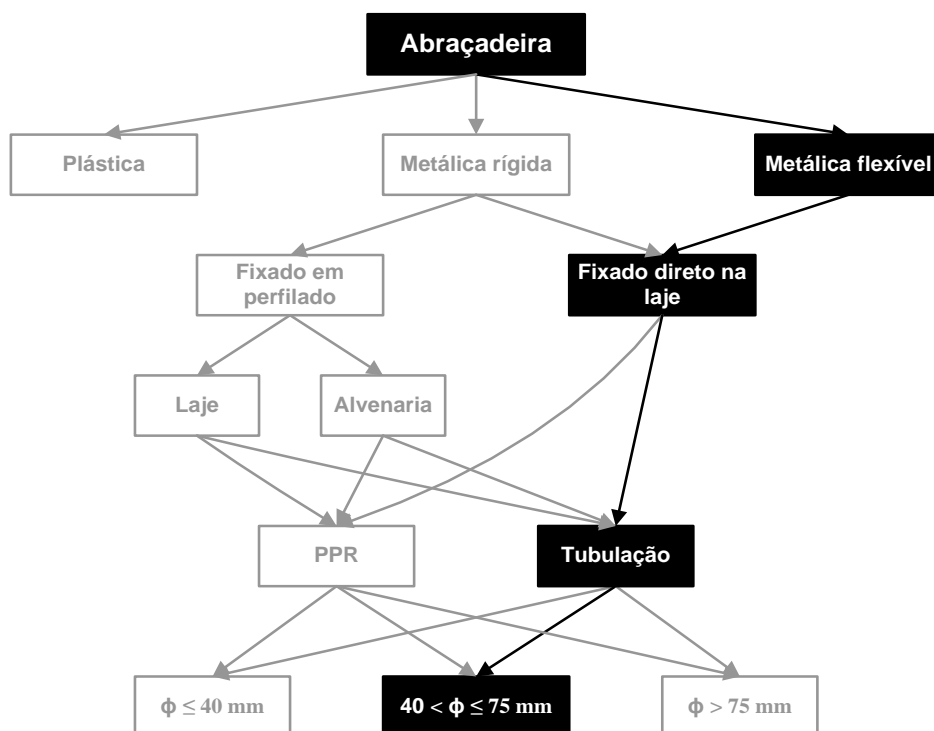 Abraçadeira
Plástica
Metálica rígida
Metálica flexível
Fixado em
perfilado
Fixado direto na
laje
Laje
Alvenaria
PPR
Tubulação
ϕ ≤ 40 mm
40 < ϕ ≤ 75 mm
ϕ > 75 mm